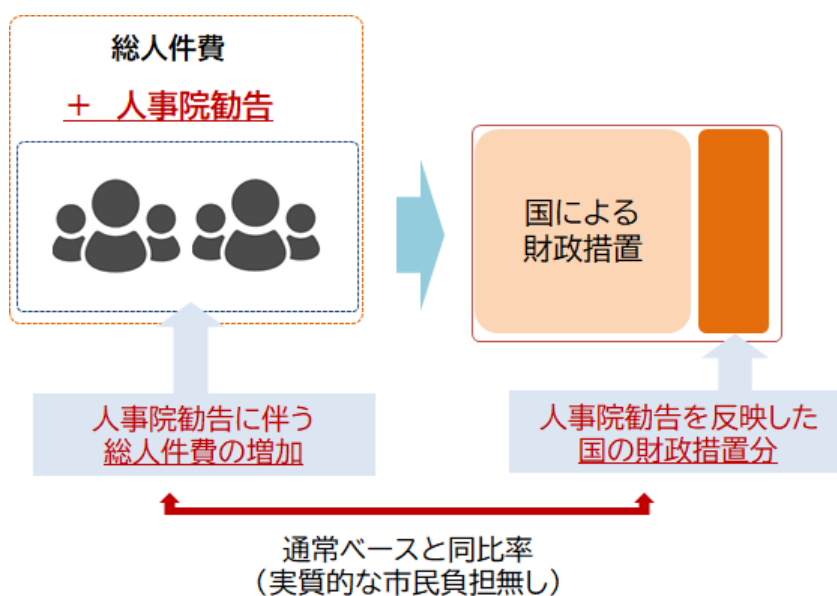 総人件費
＋ 人事院勧告
国による
財政措置
人事院勧告に伴う
総人件費の増加
人事院勧告を反映した
国の財政措置分
通常ベースと同比率
（実質的な市民負担無し）